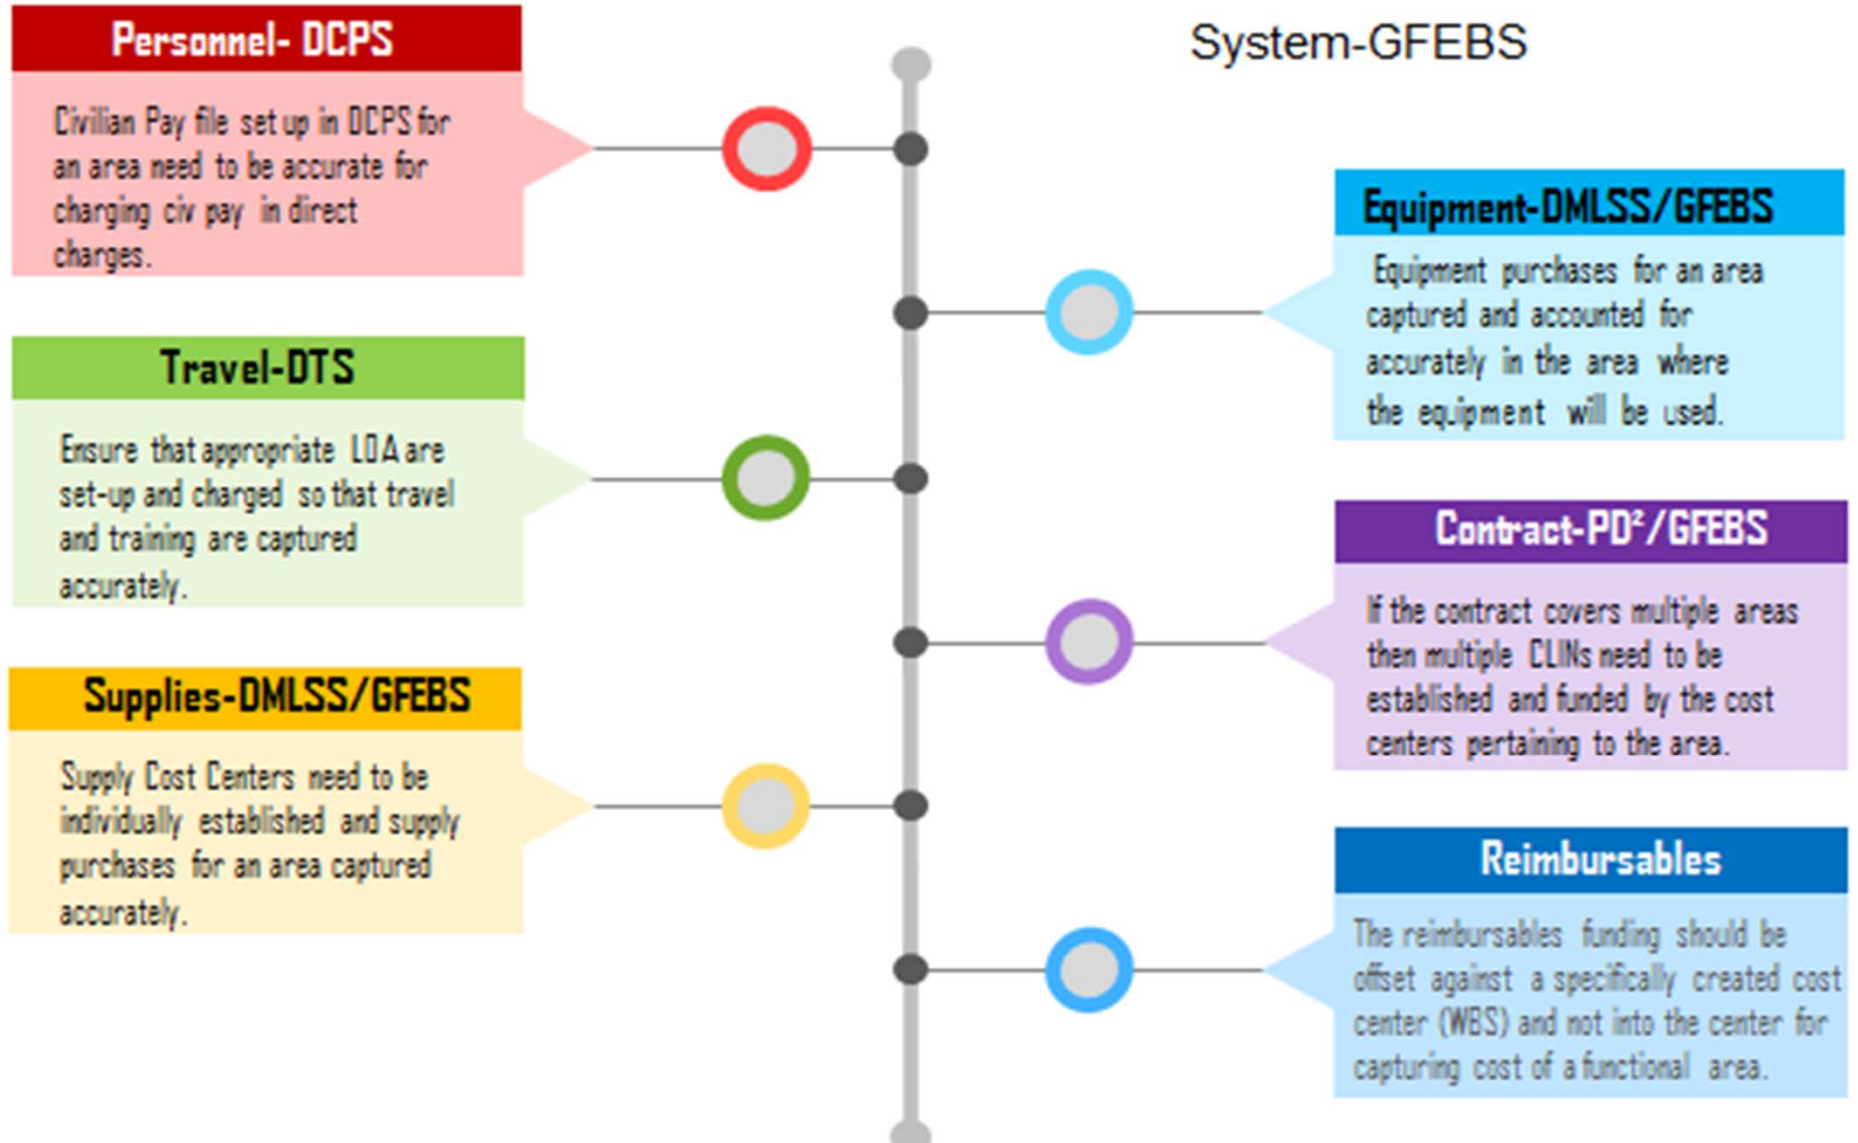 System-GFEBS
Personnel- DCPS
Civilian Pay file set up in DCPS for
an area need to be accurate for
charging civ pay in direct
charges.
Equipment-DMLSS/GFEBS
Equipment purchases for an area
captured and accounted for
accurately in the area where
the equipment will be used.
Travel-DTS
Ensure that appropriate LOA are
set-up and charged so that travel
and training are captured
accurately.
Contract-PD²/GFEBS
If the contract covers multiple areas
then multiple CLINs need to be
established and funded by the cost
centers pertaining to the area.
Supplies-DMLSS/GFEBS
Supply Cost Centers need to be
individually established and supply
purchases for an area captured
accurately.
Reimbursables
The reimbursables funding should be
offset against a specifically created cost
center (WBS) and not into the center for
capturing cost of a functional area.